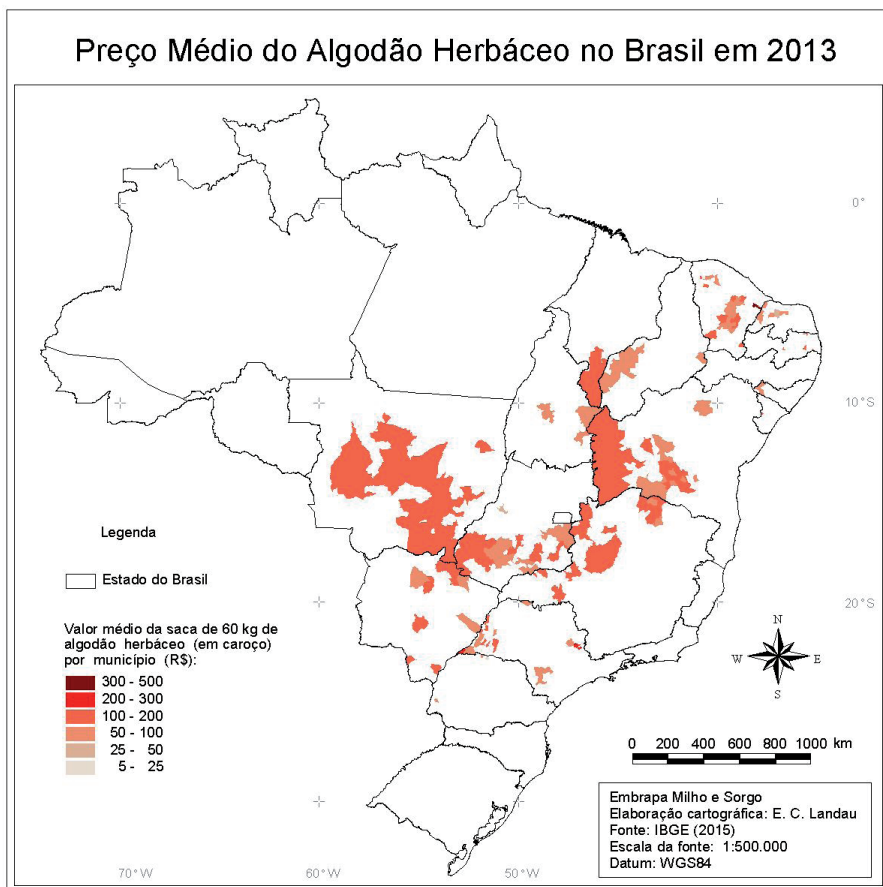 Preço Médio do Algodão Herbáceo no Brasil em 2013
0°
10°S
20°S
Legenda
Estado do Brasil
Valor médio da saca de 60 kg de
algodão herbáceo (em caroço)
por município (R$):
300 - 500
200 - 300
100 - 200
50 - 100
25 - 50
5 - 25
N
W E
S
0 200 400 600 800 1000 km
Embrapa Milho e Sorgo
Elaboração cartográfica: E. C. Landau
Fonte: IBGE (2015)
Escala da fonte: 1:500.000
Datum: WGS84
70°W 60°W 50°W